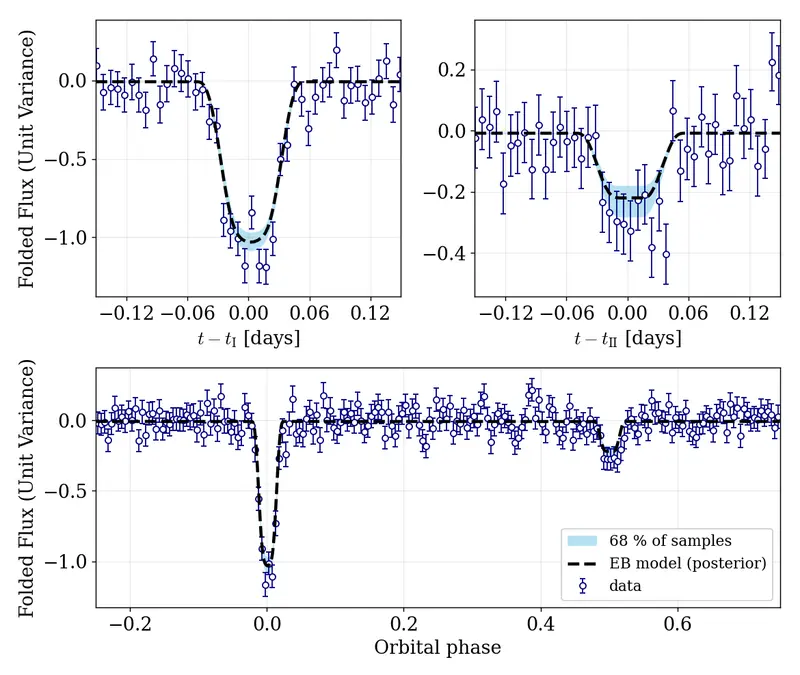 Folded Flux (Unit Variance)
0.0
−0.5
−1.0
−0.12 −0.06 0.00 0.06 0.12
t − tI [days]
0.2
0.0
−0.2
−0.4
−0.12 −0.06 0.00 0.06 0.12
t − tII [days]
Folded Flux (Unit Variance)
0.0
−0.5
−1.0
68 % of samples
EB model (posterior)
data
−0.2 0.0 0.2 0.4 0.6
Orbital phase